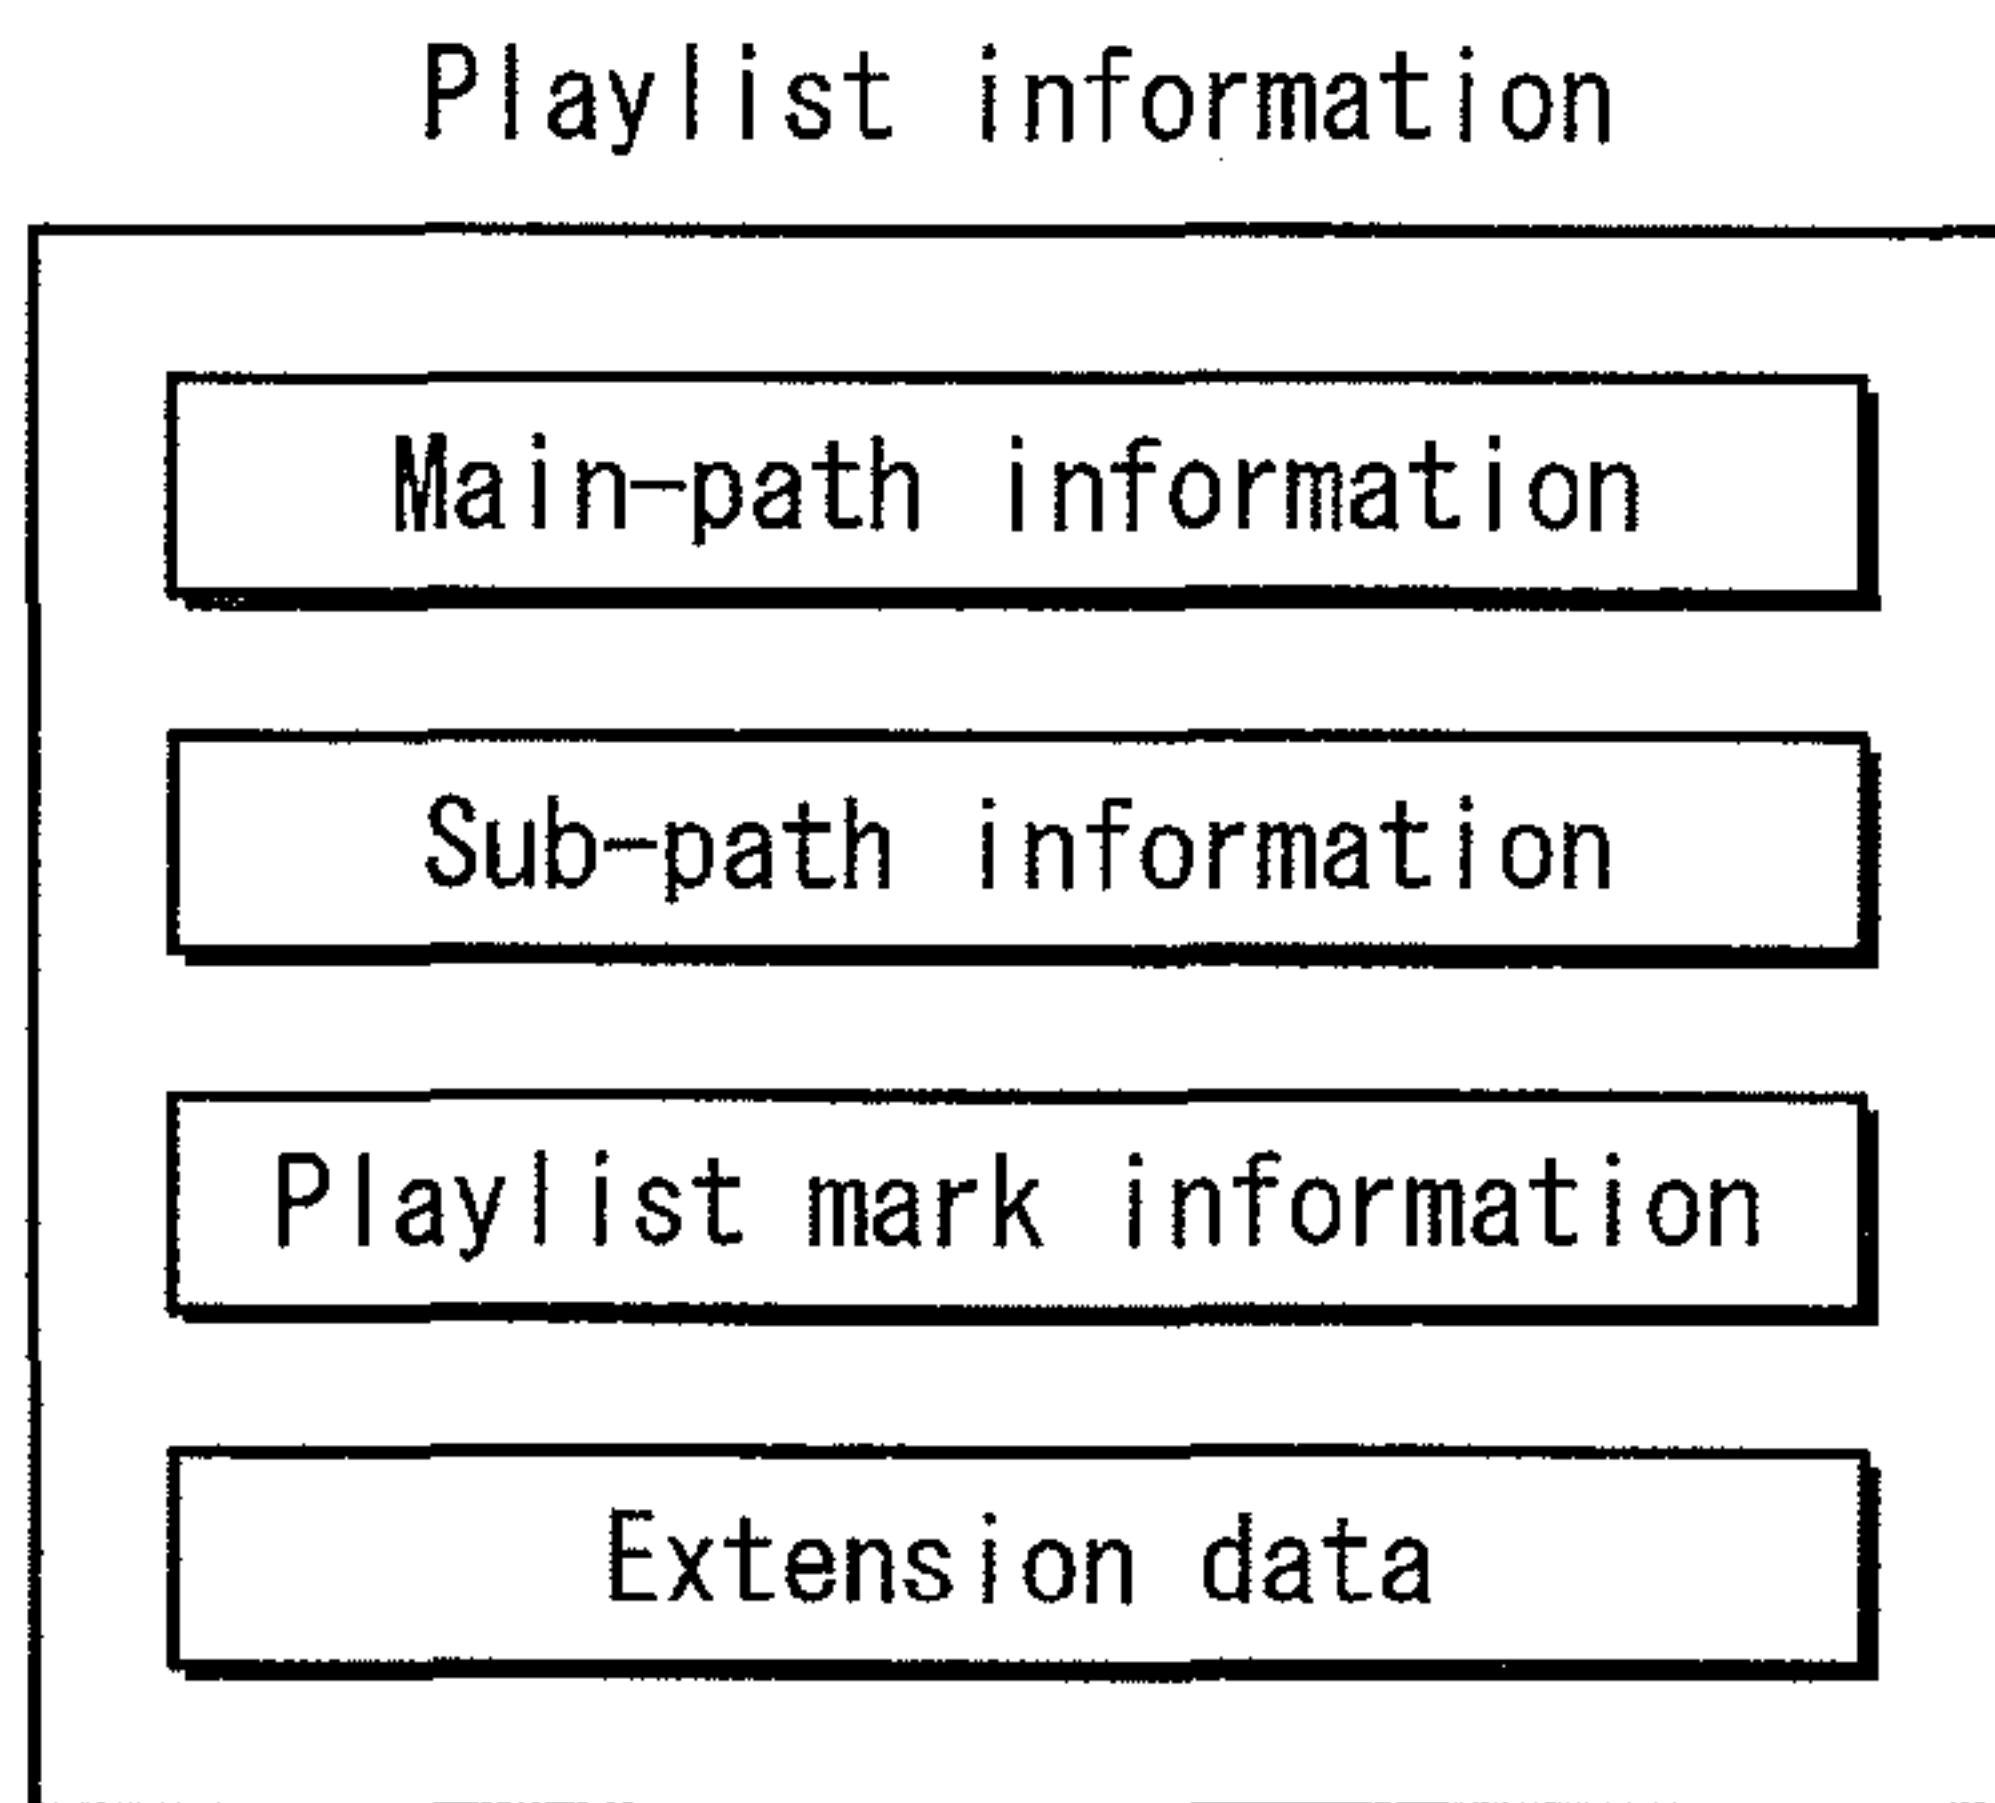 Playlist information
Main-path information
Sub-path information
Playlist mark information
Extension data